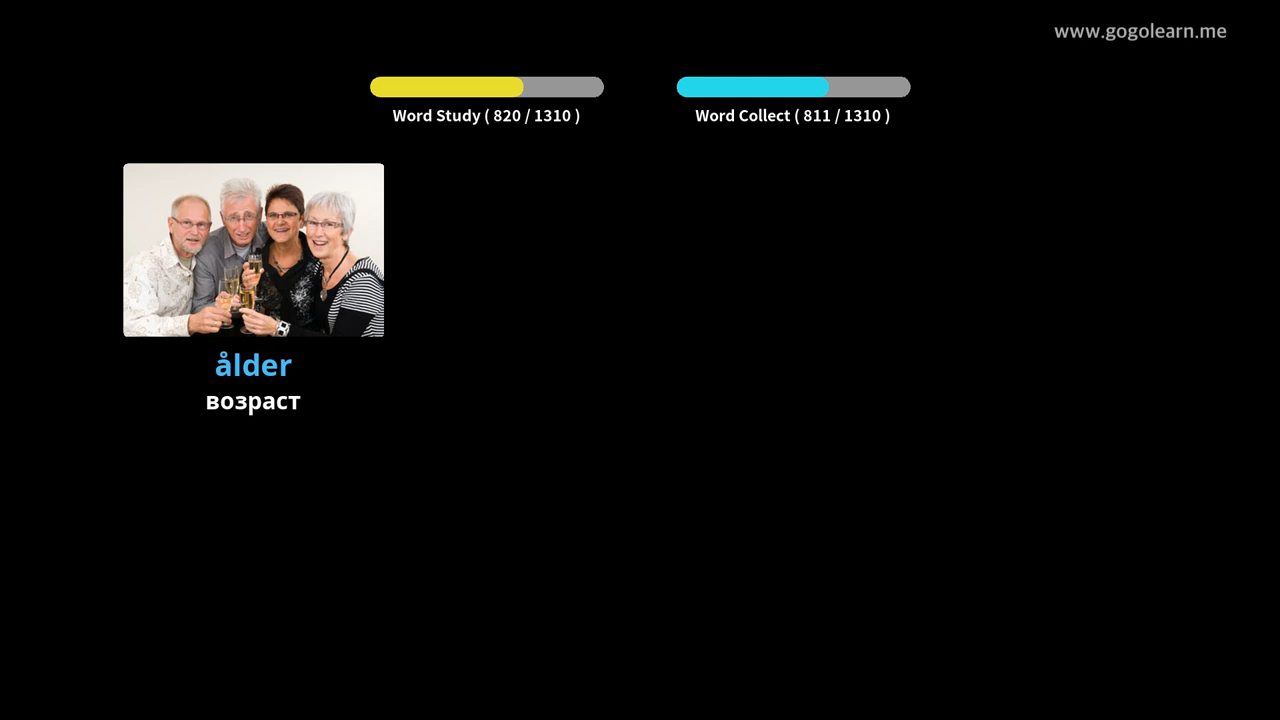 www.gogolearn.me
Word Study ( 820 / 1310 )
Word Collect ( 811 / 1310 )
ålder
возраст